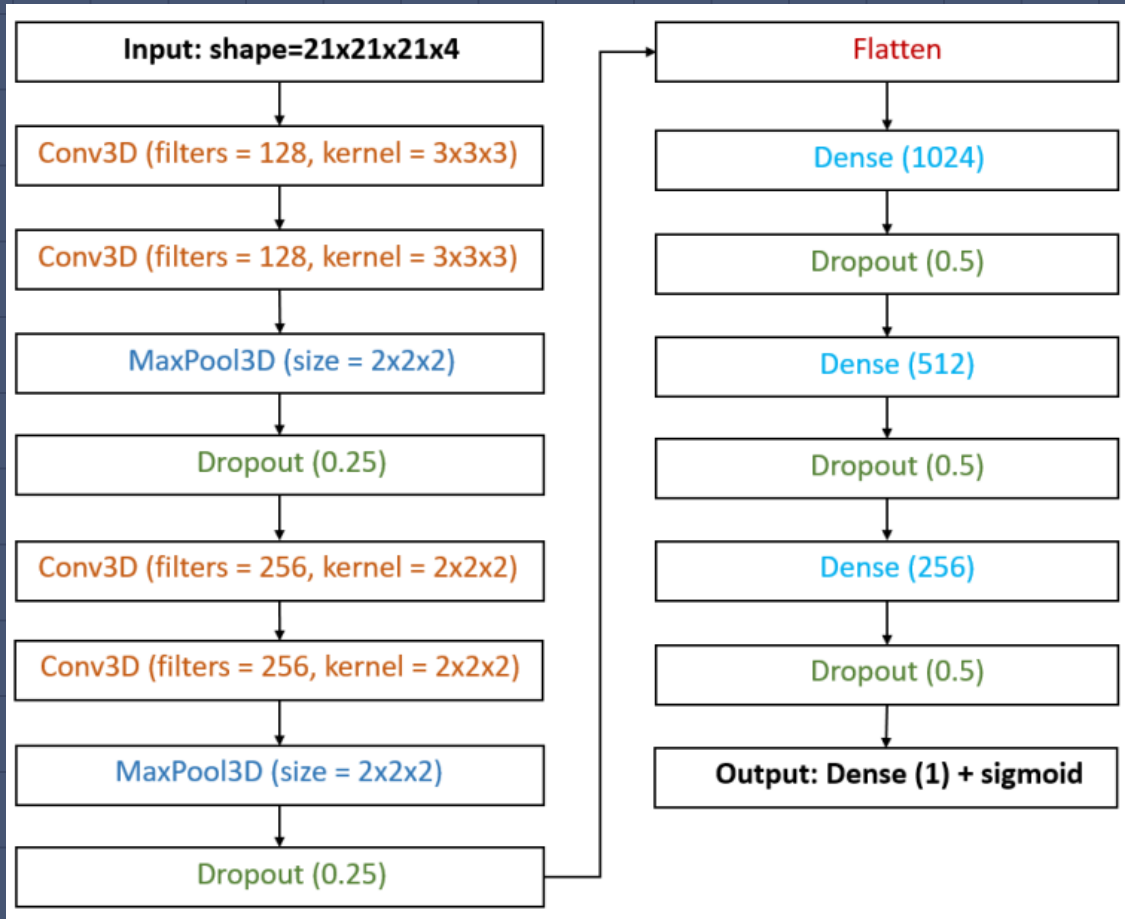 Input: shape=21x21x21x4
Conv3D (filters = 128, kernel = 3x3x3)
Conv3D (filters = 128, kernel = 3x3x3)
MaxPool3D (size = 2x2x2)
Dropout (0.25)
Conv3D (filters = 256, kernel = 2x2x2)
Conv3D (filters = 256, kernel = 2x2x2)
MaxPool3D (size = 2x2x2)
Dropout (0.25)
Flatten
Dense (1024)
Dropout (0.5)
Dense (512)
Dropout (0.5)
Dense (256)
Dropout (0.5)
Output: Dense (1) + sigmoid